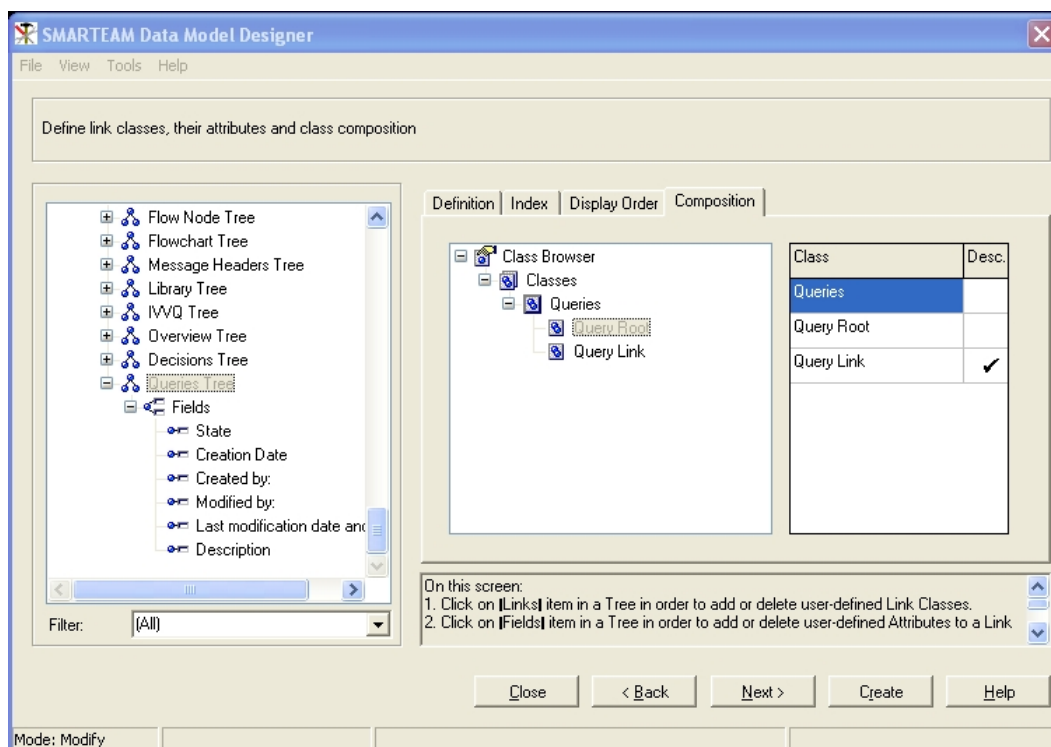 SMARTEAM Data Model Designer
File View Tools Help
Define link classes, their attributes and class composition
Flow Node Tree
Flowchart Tree
Message Headers Tree
Library Tree
IVVQ Tree
Overview Tree
Decisions Tree
Queries Tree
Fields
State
Creation Date
Created by:
Modified by:
Last modification date and
Description
Filter: (All)
Definition Index Display Order Composition
Class Browser
Classes
Queries
Query Root
Query Link
Class Desc.
Queries
Query Root
Query Link
On this screen:
1. Click on |Links| item in a Tree in order to add or delete user-defined Link Classes.
2. Click on |Fields| item in a Tree in order to add or delete user-defined Attributes to a Link
Close < Back Next > Create Help
Mode: Modify